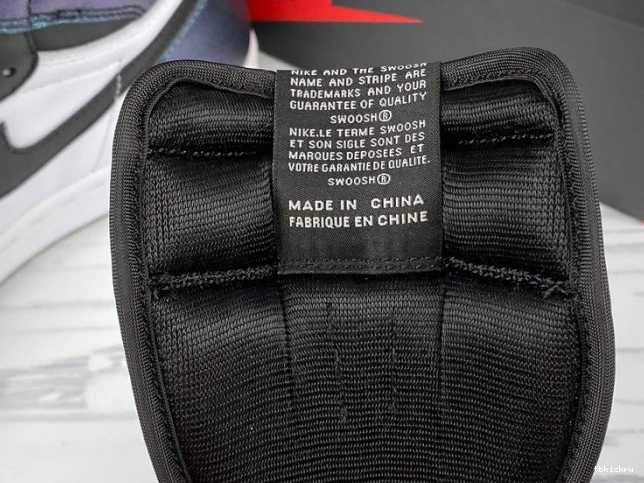 NIKE AND THE SWOOSH
NAME AND STRIPE ARE
TRADEMARKS AND YOUR
GUARANTEE OF QUALITY
SWOOSH®
NIKE.LE TERME SWOOSH
ET SON SIGLE SONT DES
MARQUES DEPOSEES ET
VOTRE GARANTIE DE QUALITE.
SWOOSH®
MADE IN CHINA
FABRIQUE EN CHINE